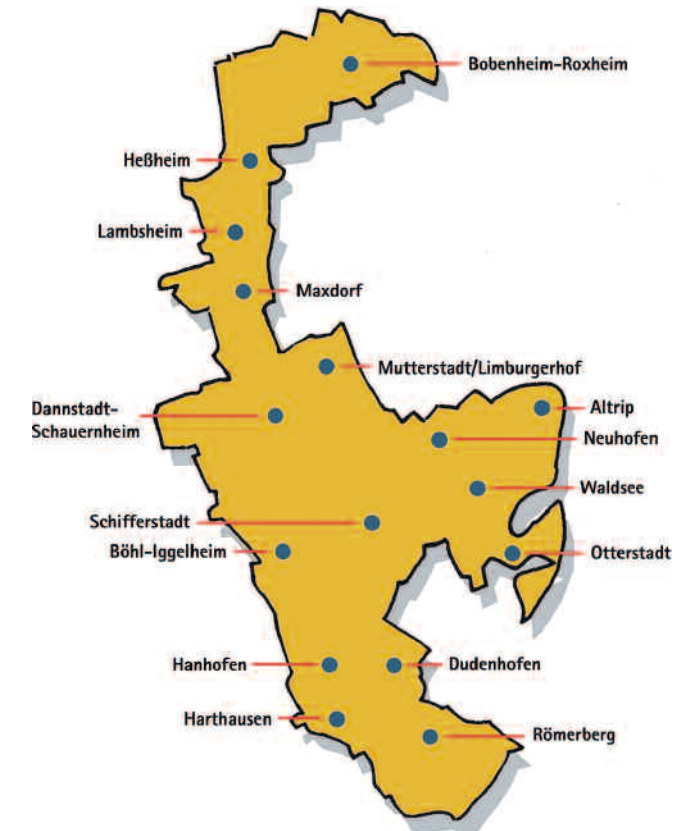 Bobenheim-Roxheim
Heßheim
Lambsheim
Maxdorf
Mutterstadt/Limburgerhof
Dannstadt-
Schauernheim
Altrip
Neuhofen
Waldsee
Schifferstadt
Böhl-Iggelheim
Otterstadt
Hanhofen
Dudenhofen
Harthausen
Römerberg